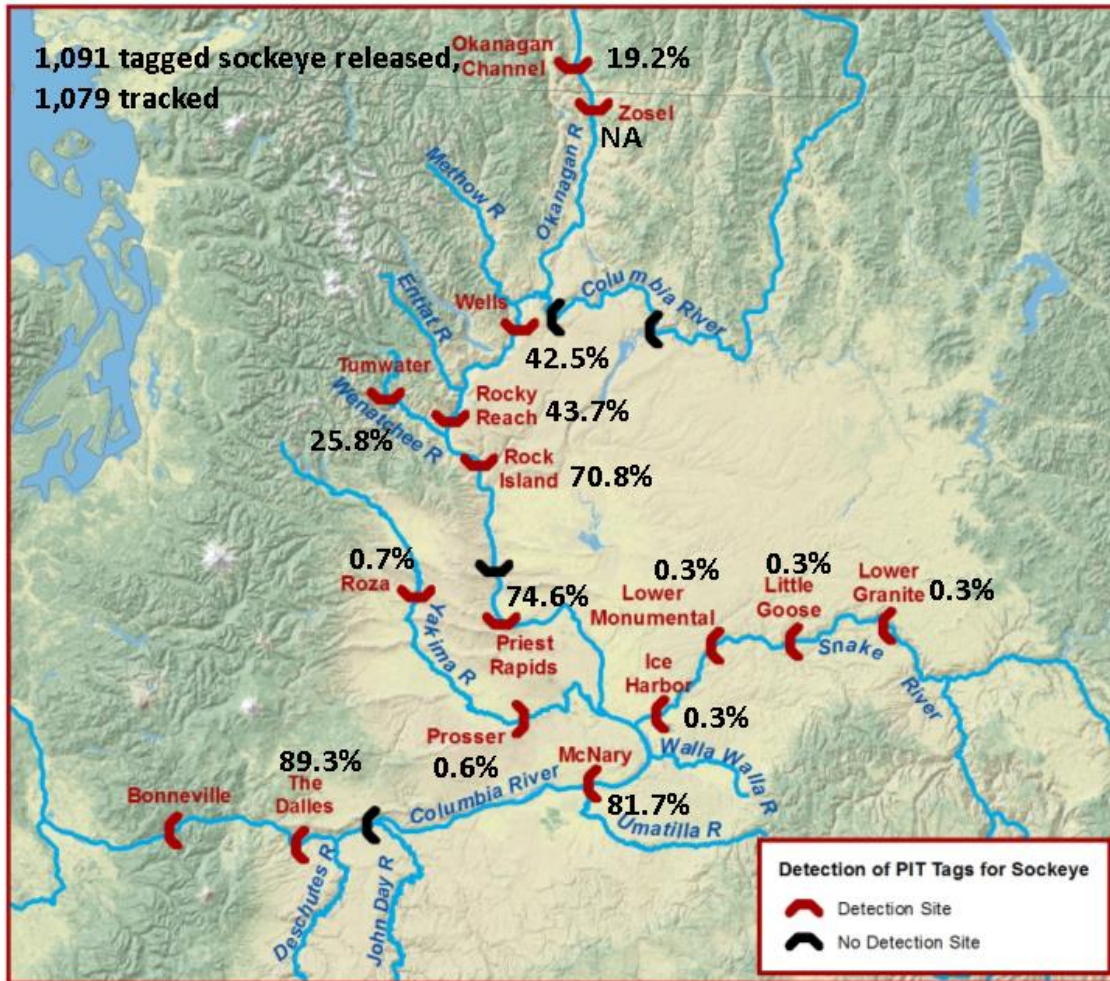 1,091 tagged sockeye released,
1,079 tracked
Okanagan
Channel
19.2%
Zosel
NA
Okanagan R
Methow R
Entiat R
Columbia River
Wells
42.5%
Tumwater
Wenatchee R
25.8%
Rocky
Reach
43.7%
Rock
Island
70.8%
0.7%
Roza
Yakima R
74.6%
Priest
Rapids
0.3%
Lower
Monumental
0.3%
Little
Goose
Lower
Granite
0.3%
Snake
River
Ice
Harbor
0.3%
Prosser
0.6%
Walla Walla R
McNary
81.7%
Umatilla R
Columbia River
89.3%
The
Dalles
Bonneville
Deschutes R
John Day R
Detection of PIT Tags for Sockeye
Detection Site
No Detection Site